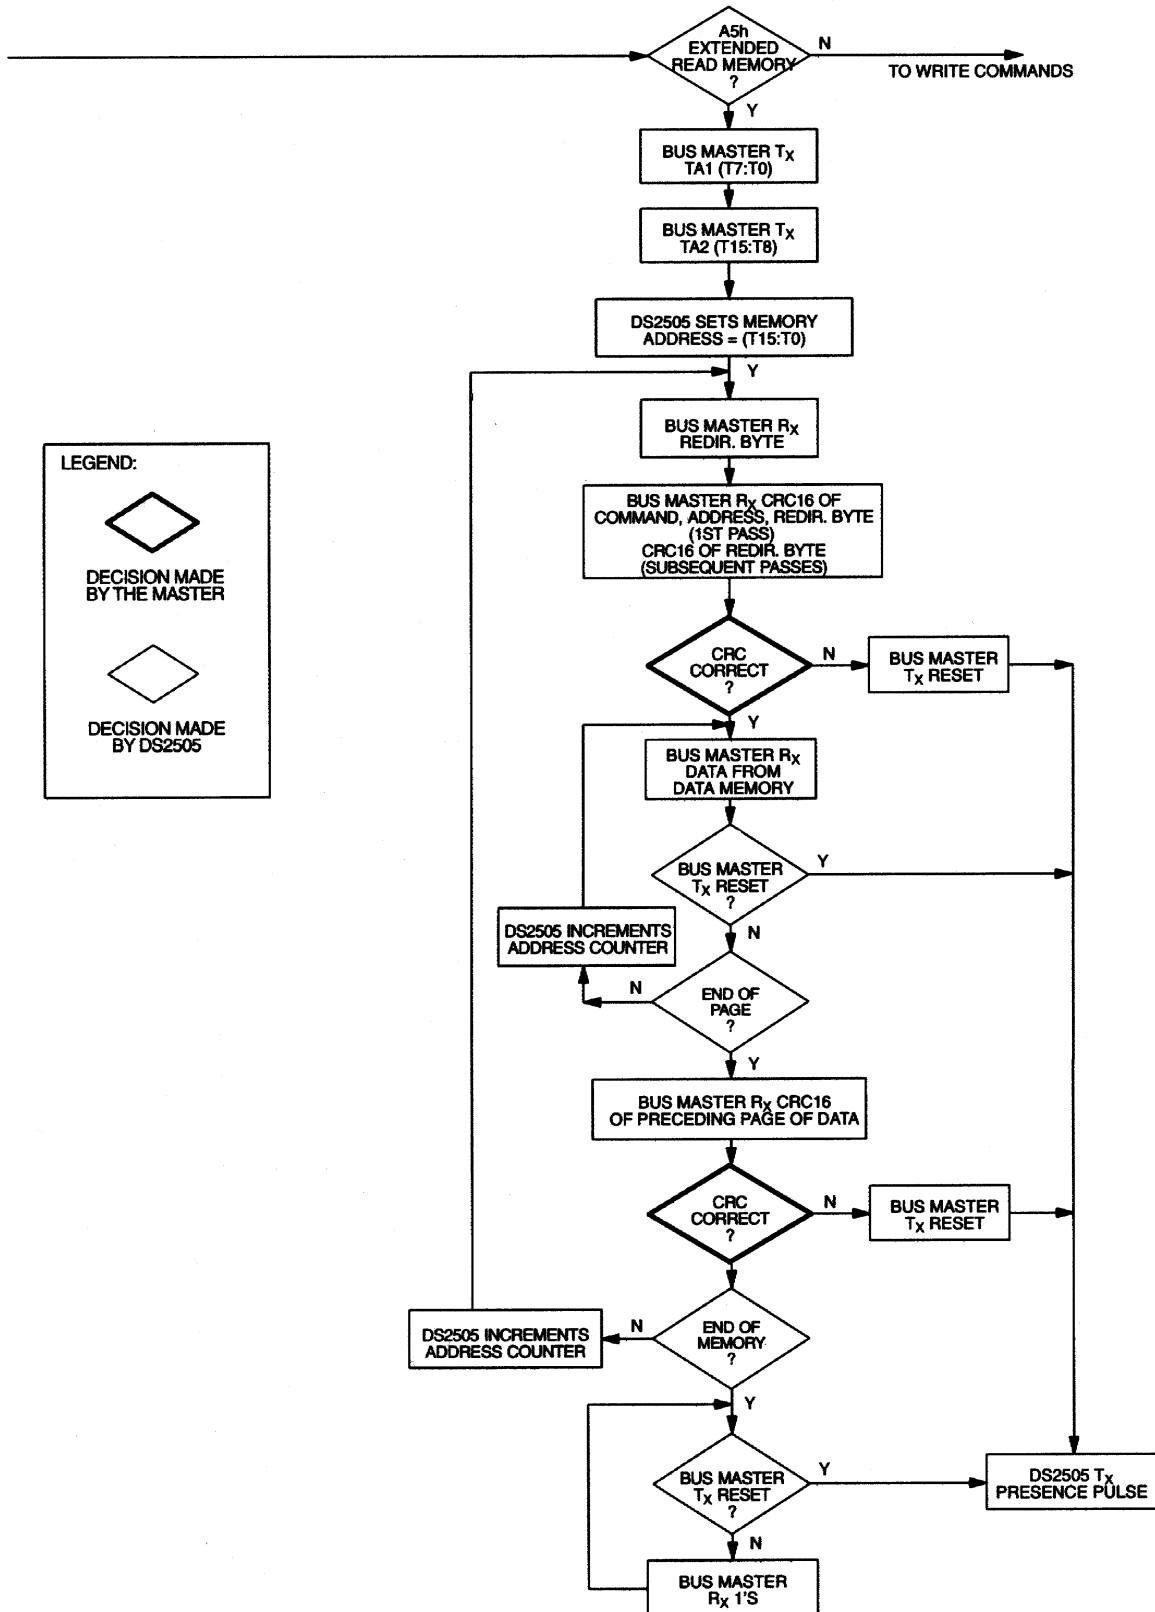 A5h
EXTENDED
READ MEMORY
?
N
TO WRITE COMMANDS
Y
BUS MASTER TX
TA1 (T7:T0)
BUS MASTER TX
TA2 (T15:T8)
DS2505 SETS MEMORY
ADDRESS = (T15:T0)
Y
BUS MASTER RX
REDIR. BYTE
LEGEND:
DECISION MADE
BY THE MASTER
DECISION MADE
BY DS2505
BUS MASTER RX CRC16 OF
COMMAND, ADDRESS, REDIR. BYTE
(1ST PASS)
CRC16 OF REDIR. BYTE
(SUBSEQUENT PASSES)
CRC
CORRECT
?
N
BUS MASTER
TX RESET
Y
BUS MASTER RX
DATA FROM
DATA MEMORY
BUS MASTER
TX RESET
?
Y
N
DS2505 INCREMENTS
ADDRESS COUNTER
N
END OF
PAGE
?
Y
BUS MASTER RX CRC16
OF PRECEDING PAGE OF DATA
CRC
CORRECT
?
N
BUS MASTER
TX RESET
END OF
MEMORY
?
N
DS2505 INCREMENTS
ADDRESS COUNTER
Y
BUS MASTER
TX RESET
?
Y
DS2505 TX
PRESENCE PULSE
N
BUS MASTER
RX 1'S